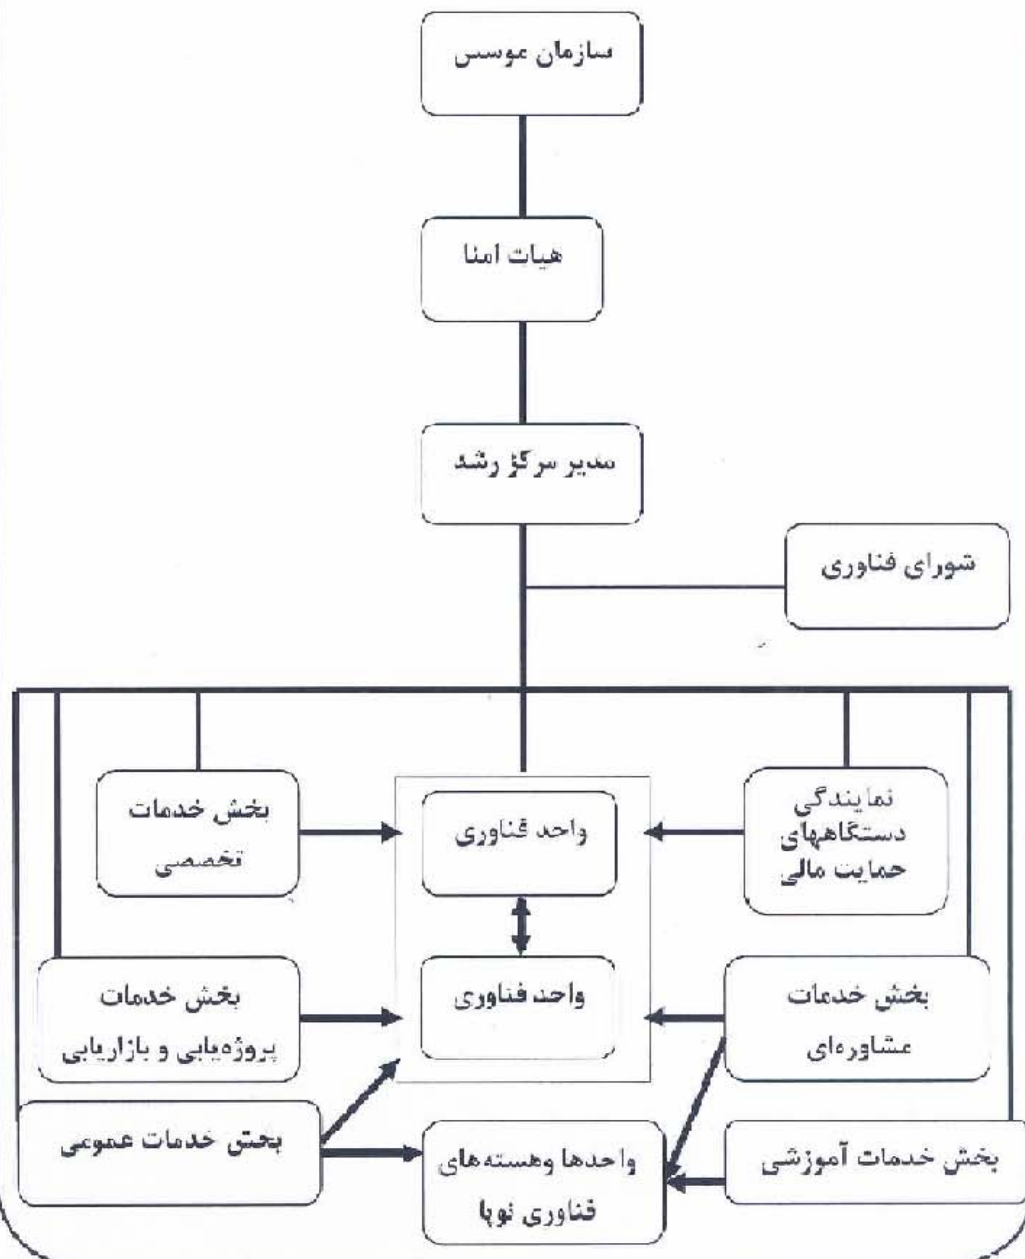 سازمان موسس
هیات امنا
مدیر مرکز رشد
شورای فناوری
نمایندگی
دستگاههای
حمایت مالی
واحد فناوری
بخش خدمات
تخصصی
بخش خدمات
مشاوره‌ای
واحد فناوری
بخش خدمات
پروژه‌یابی و بازاریابی
بخش خدمات آموزشی
واحدها وهسته‌های
فناوری نوپا
بخش خدمات عمومی